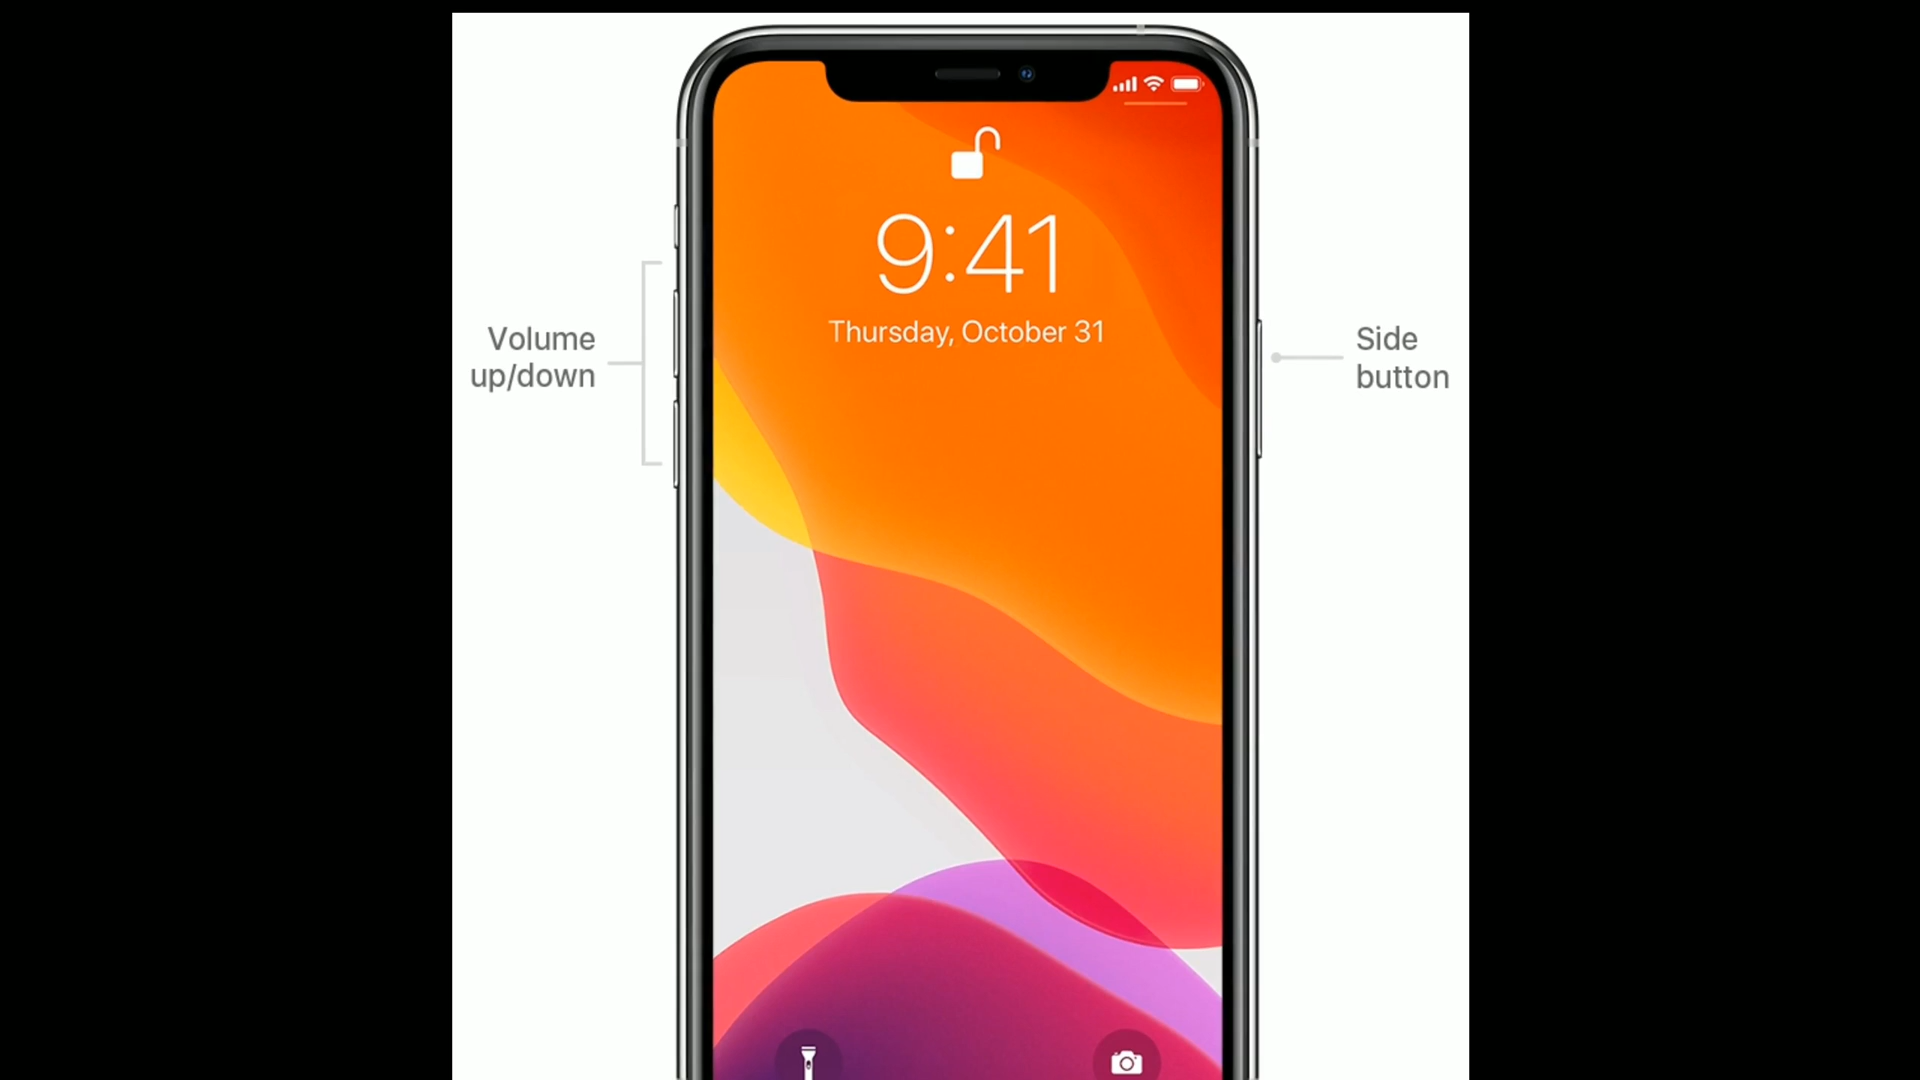 9:41
Thursday, October 31
Volume
up/down
Side
button